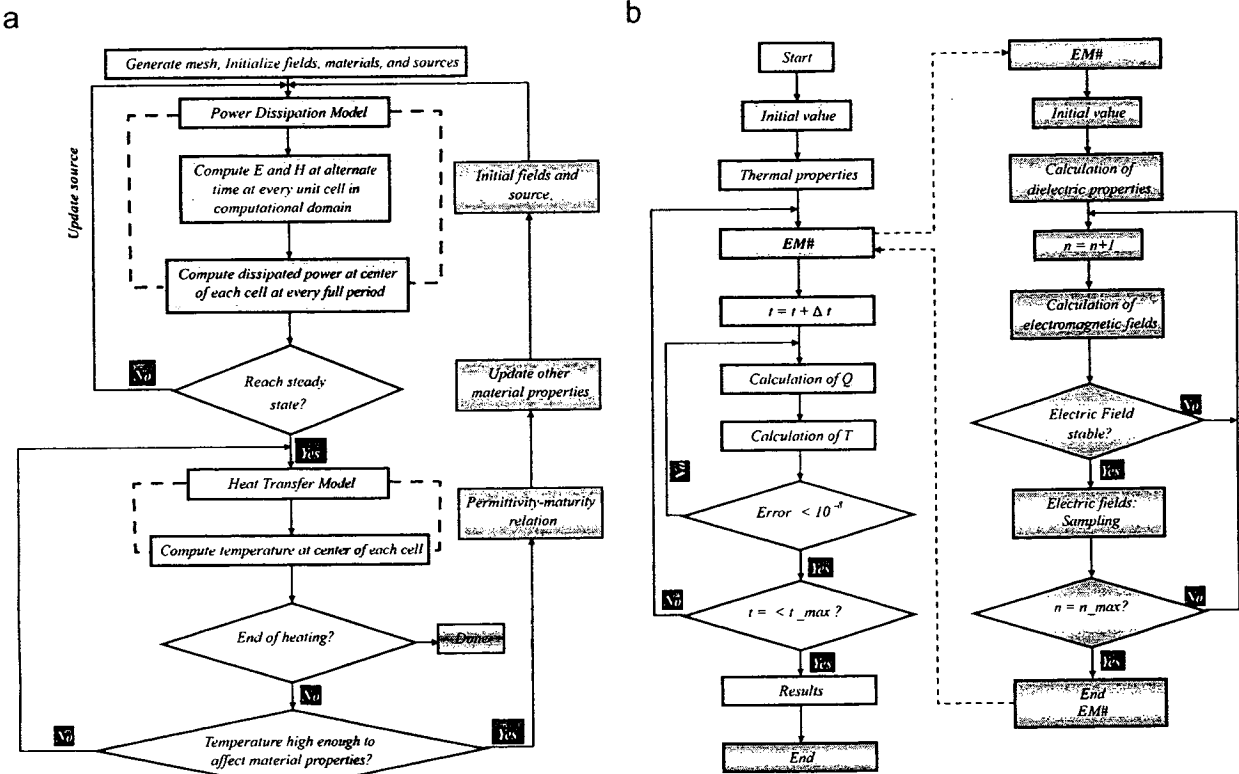 a
Generate mesh, Initialize fields, materials, and sources
Power Dissipation Model
Update source
Compute E and H at alternate
time at every unit cell in
computational domain
Initial fields and
source
Compute dissipated power at center
of each cell at every full period
No
Reach steady
state?
Update other
material properties
Yes
Heat Transfer Model
Permittivity-maturity
relation
Compute temperature at center of each cell
End of heating?
Done
No
No
Temperature high enough to
affect material properties?
Yes
b
Start
Initial value
Thermal properties
EM#
t = t + Δ t
Calculation of Q
Calculation of T
No
Error < 10⁻⁸
Yes
No
t = < t_max ?
Yes
Results
End
EM#
Initial value
Calculation of
dielectric properties
n = n+1
Calculation of
electromagnetic fields
No
Electric Field
stable?
Yes
Electric fields:
Sampling
No
n = n_max?
Yes
End
EM#